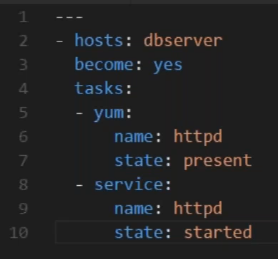 1 ---
2 - hosts: dbserver
3   become: yes
4   tasks:
5   - yum:
6       name: httpd
7       state: present
8   - service:
9       name: httpd
10      state: started